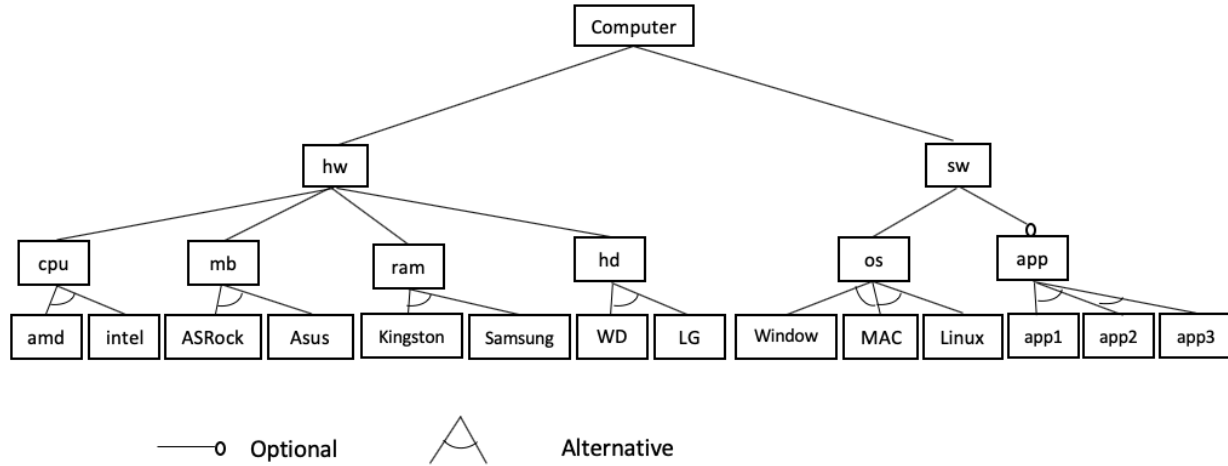 Computer
hw
sw
cpu
mb
ram
hd
os
app
amd
intel
ASRock
Asus
Kingston
Samsung
WD
LG
Window
MAC
Linux
app1
app2
app3
Optional
Alternative